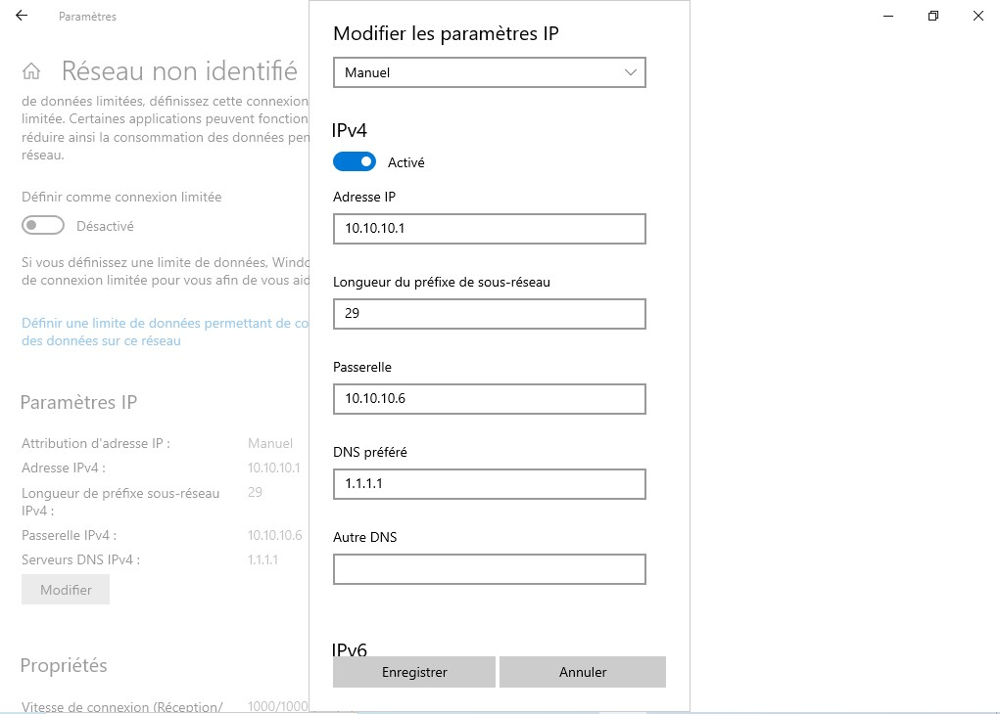 Paramètres
Réseau non identifié
de données limitées, définissez cette connexion
limitée. Certaines applications peuvent fonction
réduire ainsi la consommation des données pen
réseau.
Définir comme connexion limitée
Désactivé
Si vous définissez une limite de données, Windo
de connexion limitée pour vous afin de vous aid
Définir une limite de données permettant de co
des données sur ce réseau
Paramètres IP
Attribution d'adresse IP : Manuel
Adresse IPv4 : 10.10.10.1
Longueur de préfixe sous-réseau 29
IPv4 :
Passerelle IPv4 : 10.10.10.6
Serveurs DNS IPv4 : 1.1.1.1
Modifier
Propriétés
Vitesse de connexion (Réception/ 1000/1000
Modifier les paramètres IP
Manuel
IPv4
Activé
Adresse IP
10.10.10.1
Longueur du préfixe de sous-réseau
29
Passerelle
10.10.10.6
DNS préféré
1.1.1.1
Autre DNS
IPv6
Enregistrer Annuler